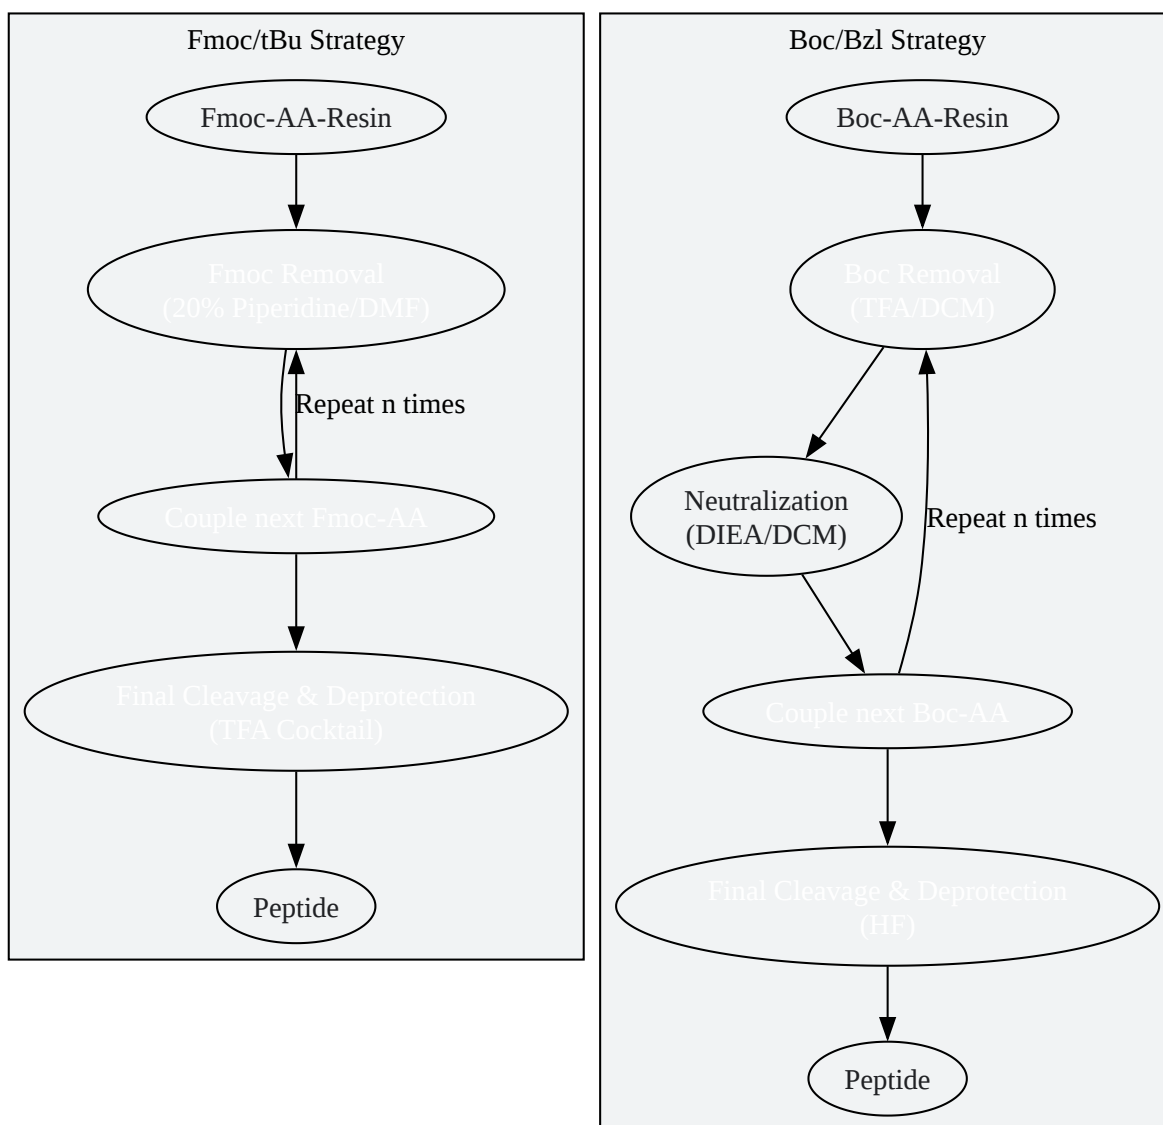 Fmoc/tBu Strategy
Fmoc-AA-Resin
Fmoc Removal
(20% Piperidine/DMF)
Repeat n times
Couple next Fmoc-AA
Final Cleavage & Deprotection
(TFA Cocktail)
Peptide
Boc/Bzl Strategy
Boc-AA-Resin
Boc Removal
(TFA/DCM)
Neutralization
(DIEA/DCM)
Repeat n times
Couple next Boc-AA
Final Cleavage & Deprotection
(HF)
Peptide